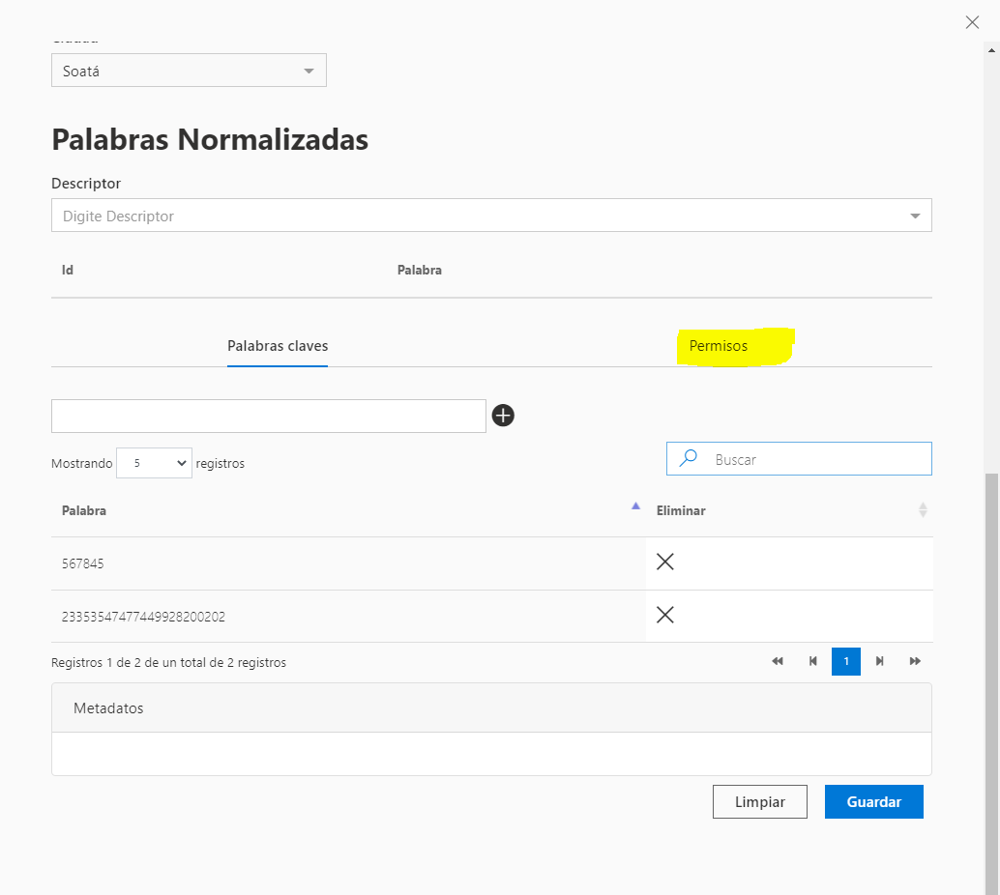 Soatá
Palabras Normalizadas
Descriptor
Digite Descriptor
Id Palabra
Palabras claves Permisos
Mostrando 5 registros Buscar
Palabra Eliminar
567845
23353547477449928200202
Registros 1 de 2 de un total de 2 registros 1
Metadatos
Limpiar Guardar